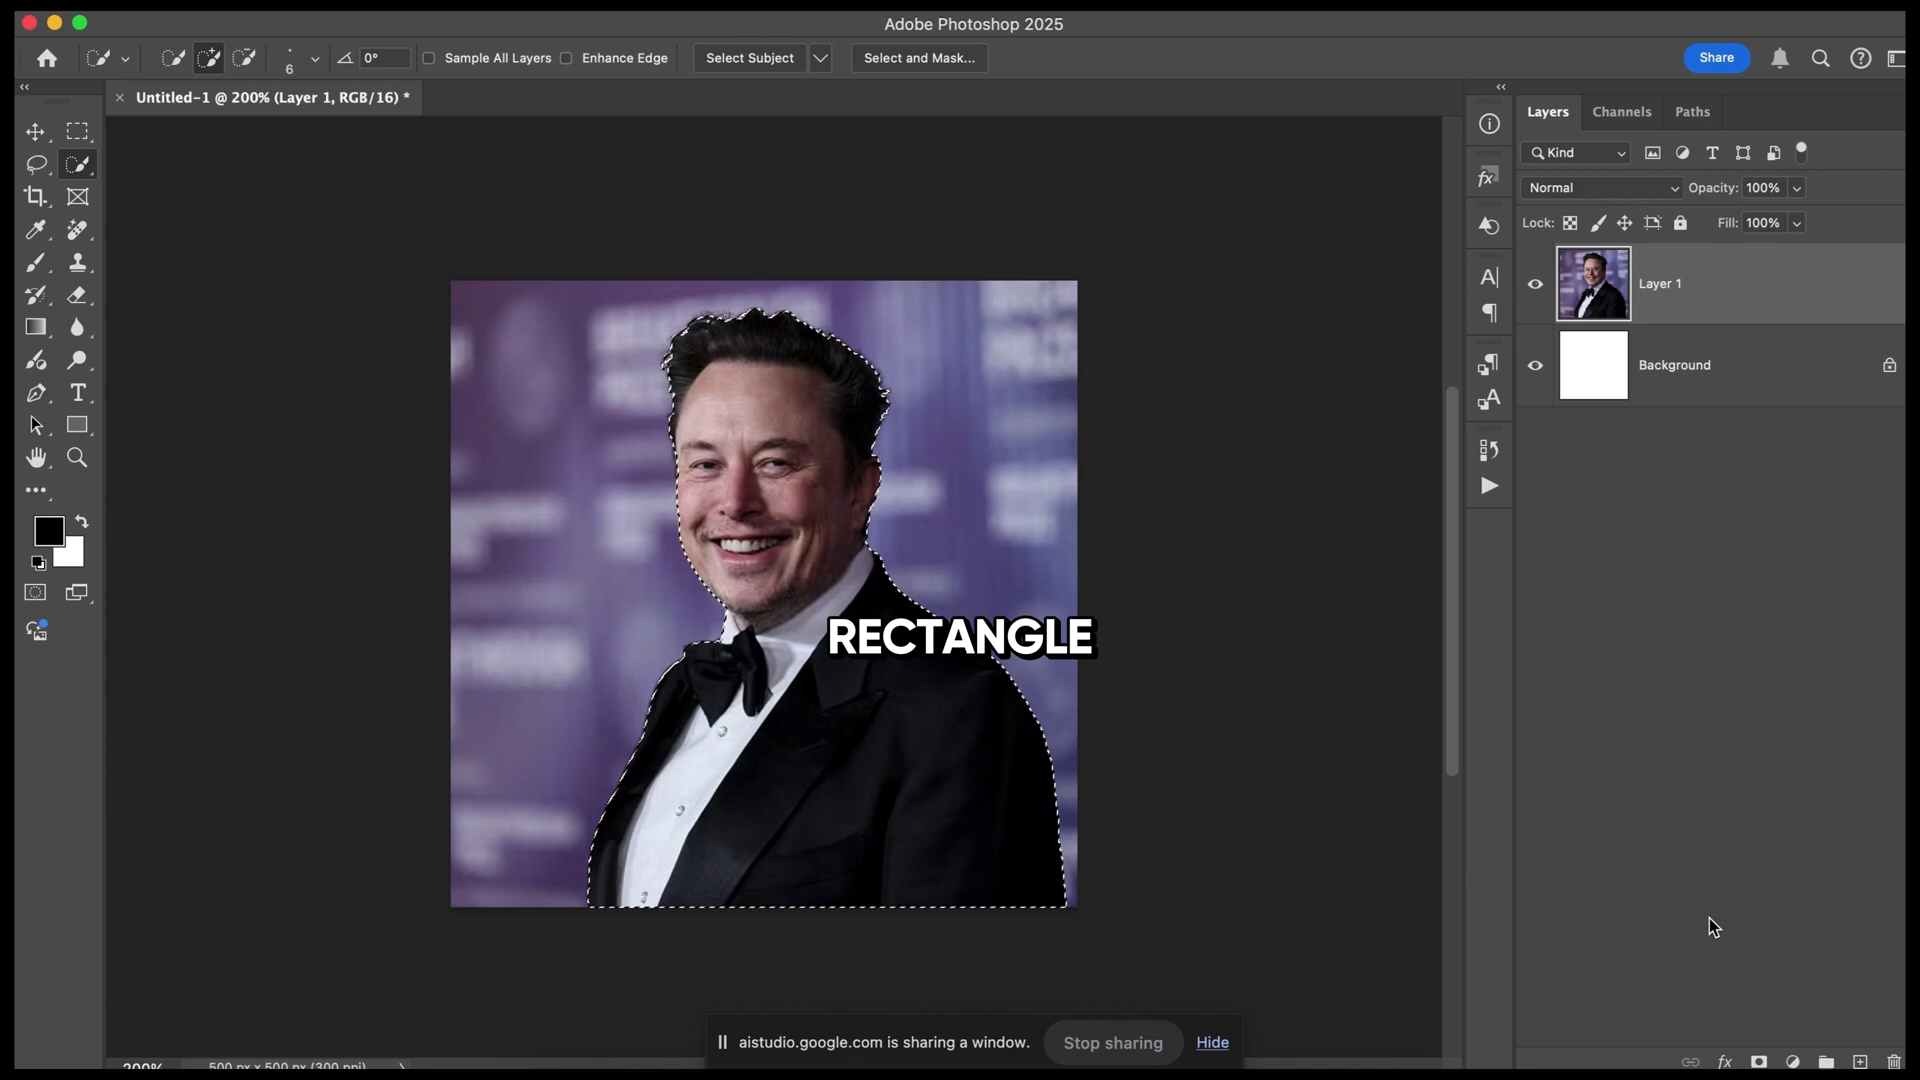 Adobe Photoshop 2025
6
0°
Sample All Layers
Enhance Edge
Select Subject
Select and Mask...
Share
Untitled-1 @ 200% (Layer 1, RGB/16) *
Layers
Channels
Paths
Kind
Normal
Opacity: 100%
Lock:
Fill: 100%
Layer 1
Background
RECTANGLE
aistudio.google.com is sharing a window.
Stop sharing
Hide
200%
500 px x 500 px (300 ppi)